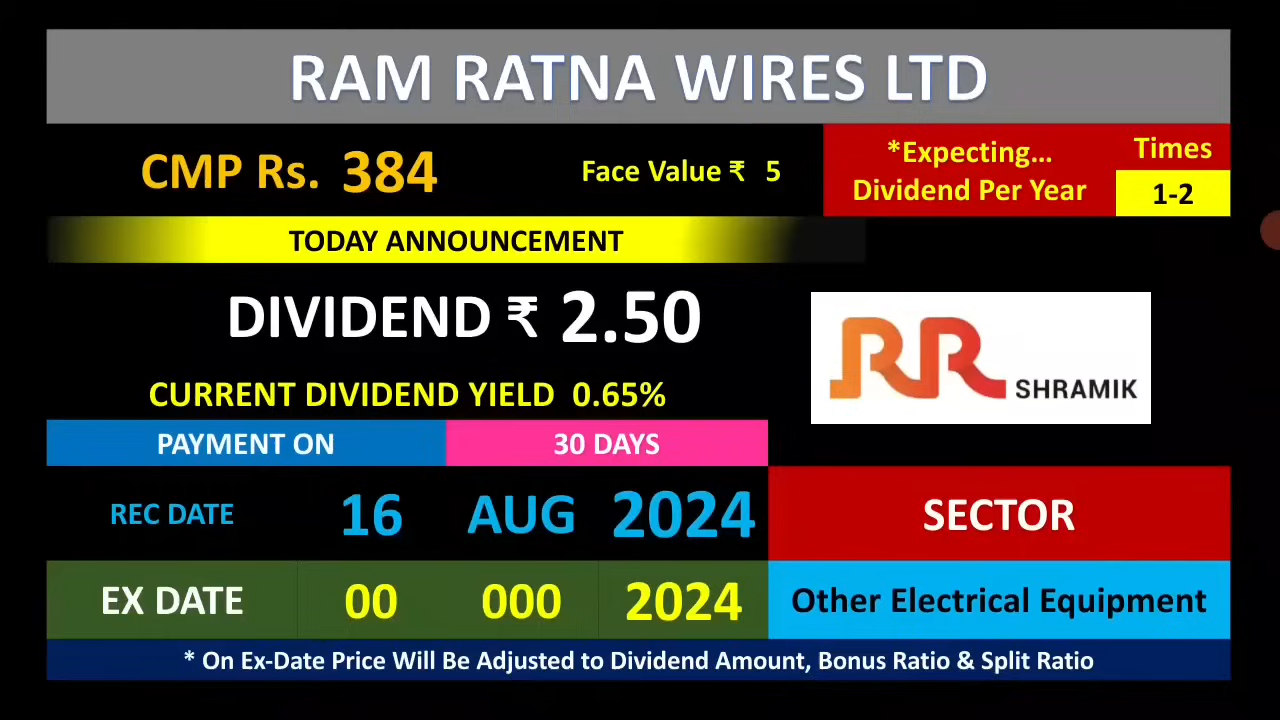 RAM RATNA WIRES LTD
CMP Rs. 384
Face Value ₹ 5
*Expecting...
Dividend Per Year
Times
1-2
TODAY ANNOUNCEMENT
DIVIDEND ₹ 2.50
RR SHRAMIK
CURRENT DIVIDEND YIELD 0.65%
PAYMENT ON 30 DAYS
REC DATE 16 AUG 2024
SECTOR
EX DATE 00 000 2024
Other Electrical Equipment
* On Ex-Date Price Will Be Adjusted to Dividend Amount, Bonus Ratio & Split Ratio